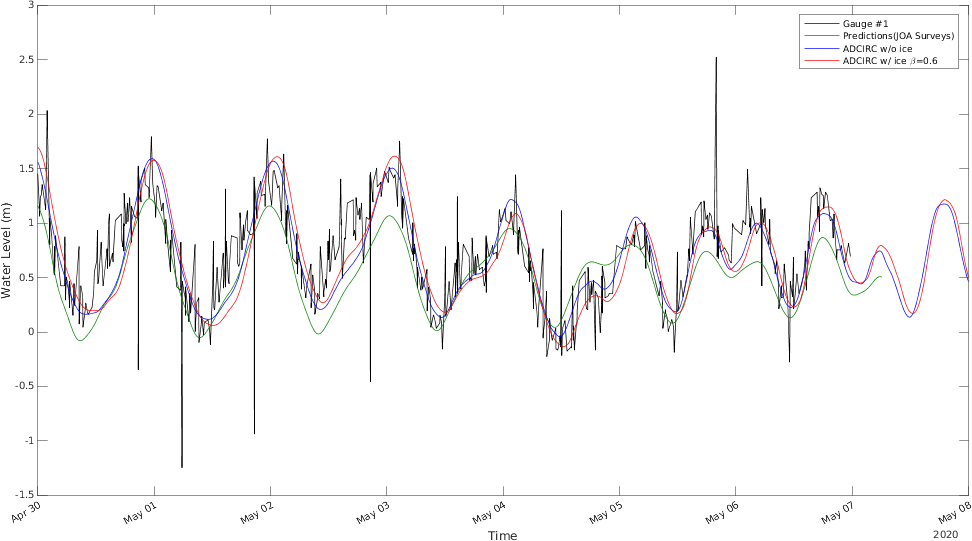 3
2.5
2
1.5
1
0.5
0
-0.5
-1
-1.5
Water Level (m)
Gauge #1
Predictions(JOA Surveys)
ADCIRC w/o ice
ADCIRC w/ ice β=0.6
Apr 30
May 01
May 02
May 03
May 04
May 05
May 06
May 07
May 08
Time
2020